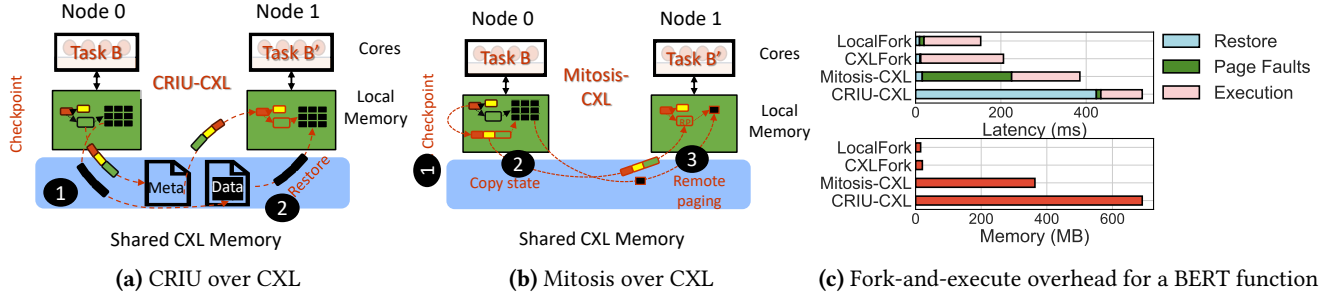 Node 0
Node 1
Task B
Task B'
Cores
CRIU-CXL
Checkpoint
Local
Memory
Meta
Data
Restore
1
2
Shared CXL Memory
(a) CRIU over CXL
Node 0
Node 1
Task B
Task B'
Cores
Mitosis-
CXL
Checkpoint
Local
Memory
1
2
3
Copy state
Remote
paging
Shared CXL Memory
(b) Mitosis over CXL
LocalFork
CXLFork
Mitosis-CXL
CRIU-CXL
0
200
400
Latency (ms)
Restore
Page Faults
Execution
LocalFork
CXLFork
Mitosis-CXL
CRIU-CXL
0
200
400
600
Memory (MB)
(c) Fork-and-execute overhead for a BERT function